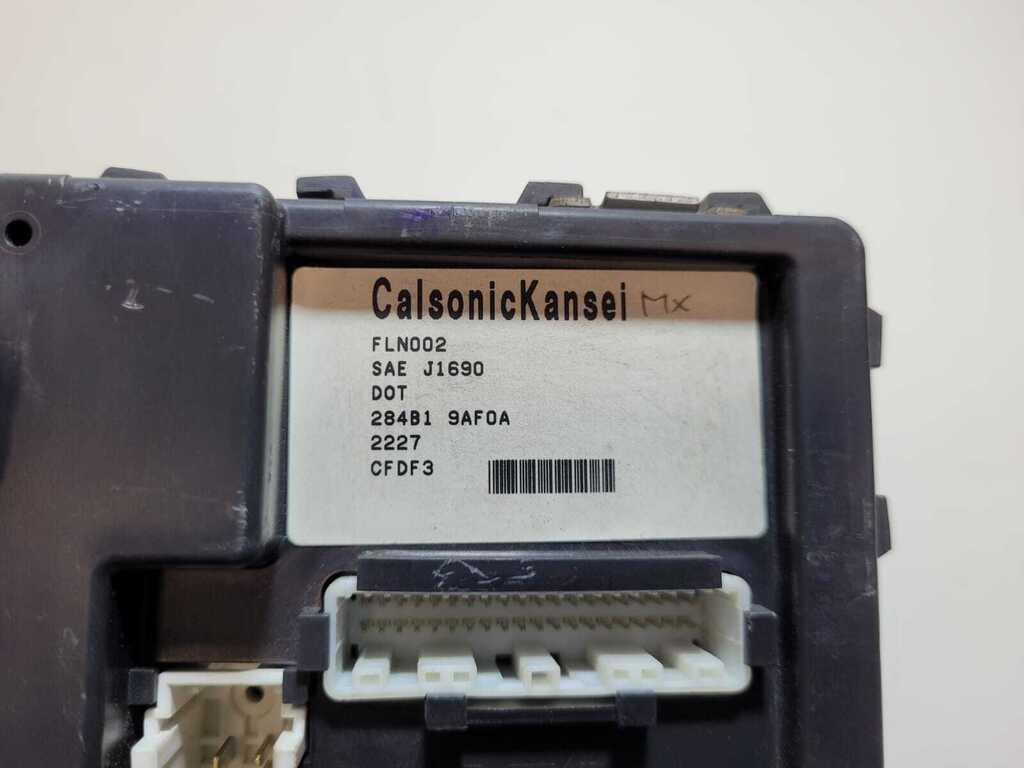 CalsonicKansei MX
FLN002
SAE J1690
DOT
284B1 9AF0A
2227
CFDF3